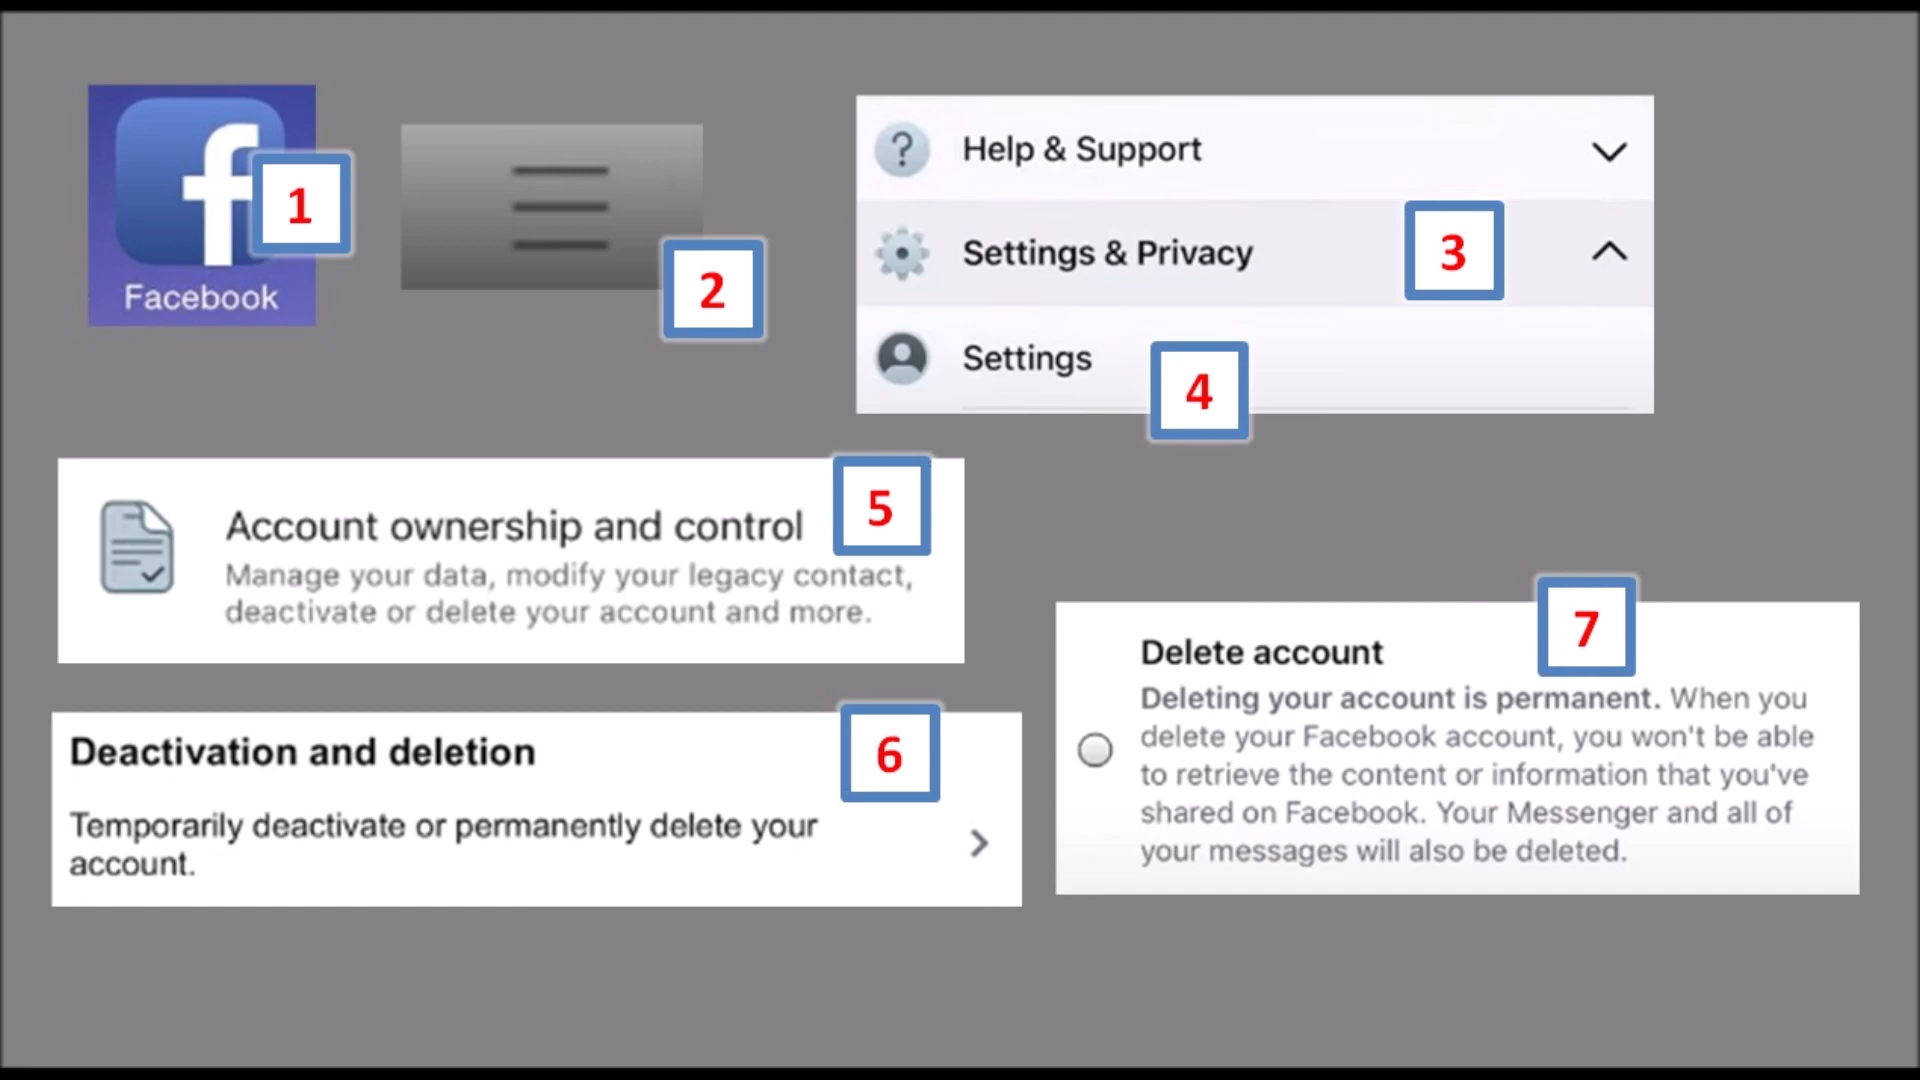 f
Facebook
1
2
Help & Support
Settings & Privacy
3
Settings
4
Account ownership and control
5
Manage your data, modify your legacy contact,
deactivate or delete your account and more.
Deactivation and deletion
6
Temporarily deactivate or permanently delete your
account.
Delete account
7
Deleting your account is permanent. When you
delete your Facebook account, you won't be able
to retrieve the content or information that you've
shared on Facebook. Your Messenger and all of
your messages will also be deleted.